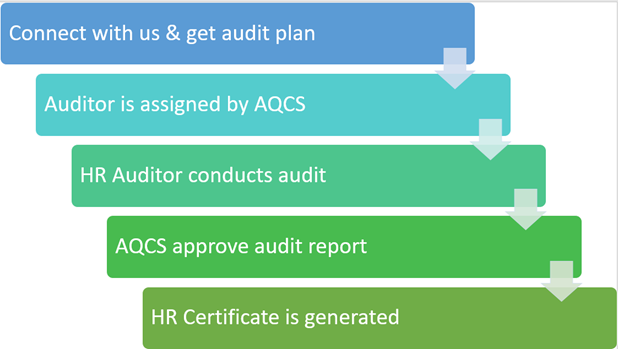 Connect with us & get audit plan
Auditor is assigned by AQCS
HR Auditor conducts audit
AQCS approve audit report
HR Certificate is generated